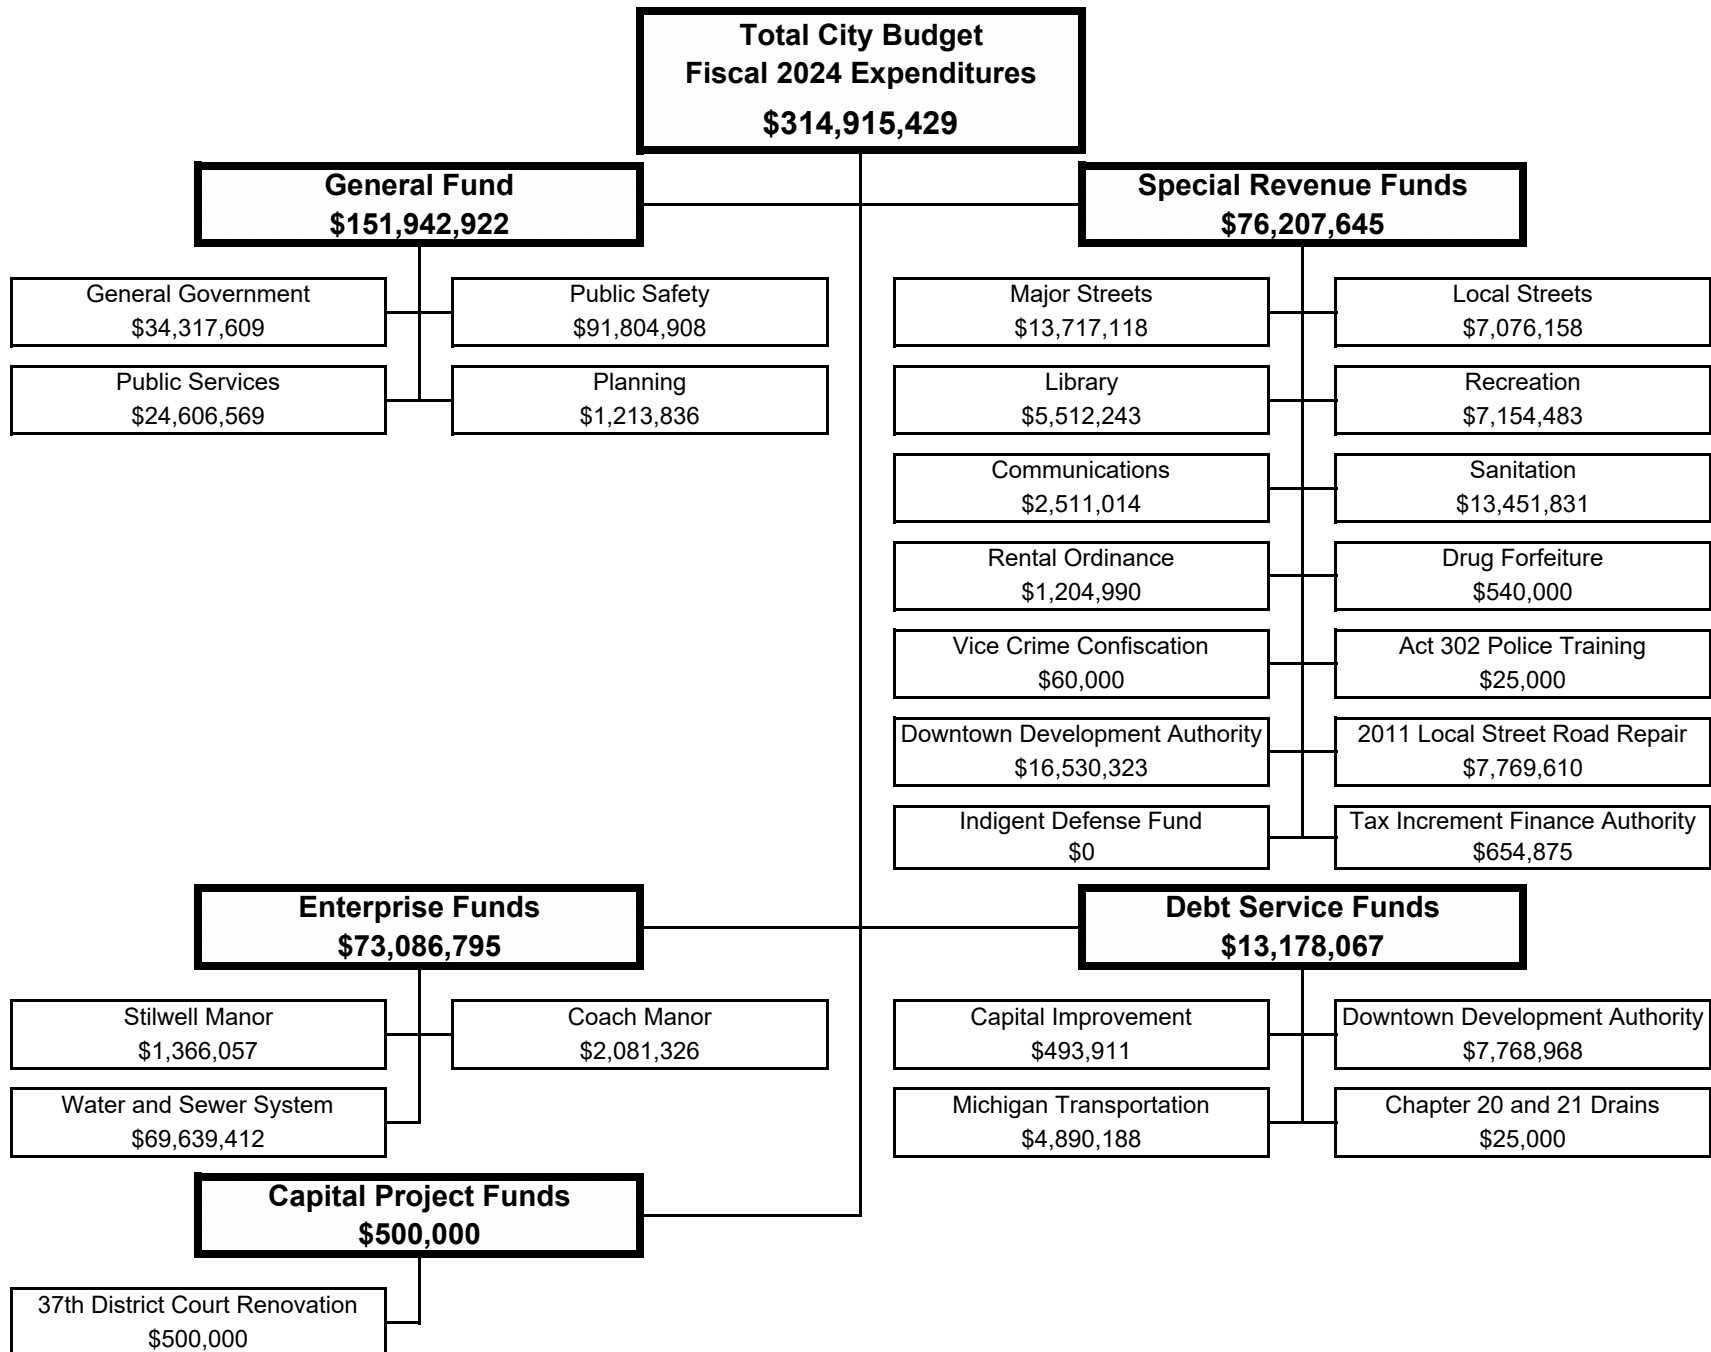 Total City Budget
Fiscal 2024 Expenditures
$314,915,429
General Fund
$151,942,922
Special Revenue Funds
$76,207,645
General Government
$34,317,609
Public Safety
$91,804,908
Major Streets
$13,717,118
Local Streets
$7,076,158
Public Services
$24,606,569
Planning
$1,213,836
Library
$5,512,243
Recreation
$7,154,483
Communications
$2,511,014
Sanitation
$13,451,831
Rental Ordinance
$1,204,990
Drug Forfeiture
$540,000
Vice Crime Confiscation
$60,000
Act 302 Police Training
$25,000
Downtown Development Authority
$16,530,323
2011 Local Street Road Repair
$7,769,610
Indigent Defense Fund
$0
Tax Increment Finance Authority
$654,875
Enterprise Funds
$73,086,795
Debt Service Funds
$13,178,067
Stilwell Manor
$1,366,057
Coach Manor
$2,081,326
Capital Improvement
$493,911
Downtown Development Authority
$7,768,968
Water and Sewer System
$69,639,412
Michigan Transportation
$4,890,188
Chapter 20 and 21 Drains
$25,000
Capital Project Funds
$500,000
37th District Court Renovation
$500,000